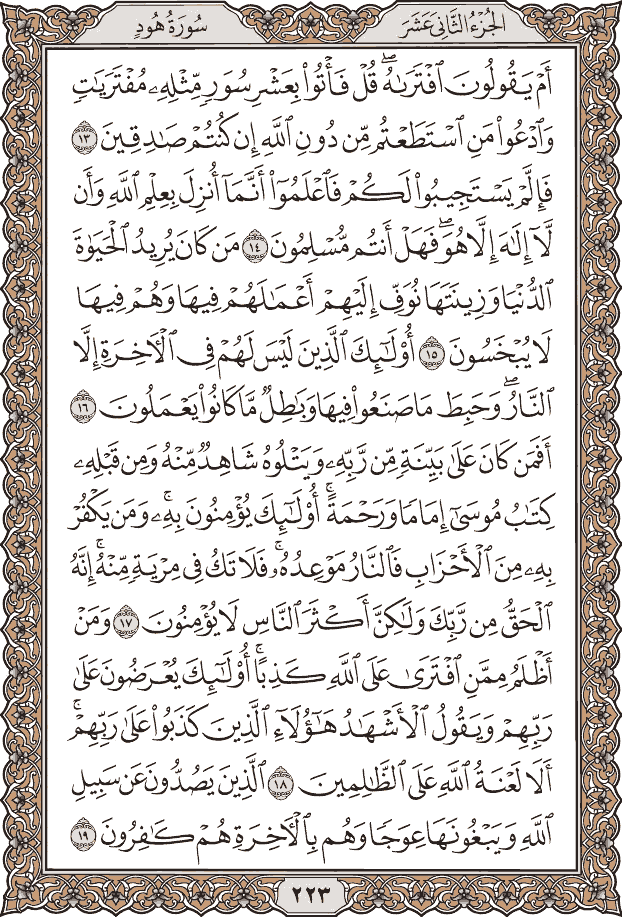 الجُزْءُ الثَّانِيَ عَشَرَ
سُورَةُ هُودٍ
أَمۡ يَقُولُونَ ٱفۡتَرَىٰهُۖ قُلۡ فَأۡتُواْ بِعَشۡرِ سُوَرٖ مِّثۡلِهِۦ مُفۡتَرَيَٰتٖ
وَٱدۡعُواْ مَنِ ٱسۡتَطَعۡتُم مِّن دُونِ ٱللَّهِ إِن كُنتُمۡ صَٰدِقِينَ ١٣
فَإِلَّمۡ يَسۡتَجِيبُواْ لَكُمۡ فَٱعۡلَمُوٓاْ أَنَّمَآ أُنزِلَ بِعِلۡمِ ٱللَّهِ وَأَن
لَّآ إِلَٰهَ إِلَّا هُوَۖ فَهَلۡ أَنتُم مُّسۡلِمُونَ ١٤ مَن كَانَ يُرِيدُ ٱلۡحَيَوٰةَ
ٱلدُّنۡيَا وَزِينَتَهَا نُوَفِّ إِلَيۡهِمۡ أَعۡمَٰلَهُمۡ فِيهَا وَهُمۡ فِيهَا
لَا يُبۡخَسُونَ ١٥ أُوْلَٰٓئِكَ ٱلَّذِينَ لَيۡسَ لَهُمۡ فِي ٱلۡأٓخِرَةِ إِلَّا
ٱلنَّارُۖ وَحَبِطَ مَا صَنَعُواْ فِيهَا وَبَٰطِلٞ مَّا كَانُواْ يَعۡمَلُونَ ١٦
أَفَمَن كَانَ عَلَىٰ بَيِّنَةٖ مِّن رَّبِّهِۦ وَيَتۡلُوهُ شَاهِدٞ مِّنۡهُ وَمِن قَبۡلِهِۦ
كِتَٰبُ مُوسَىٰٓ إِمَامٗا وَرَحۡمَةًۚ أُوْلَٰٓئِكَ يُؤۡمِنُونَ بِهِۦۚ وَمَن يَكۡفُرۡ
بِهِۦ مِنَ ٱلۡأَحۡزَابِ فَٱلنَّارُ مَوۡعِدُهُۥۚ فَلَا تَكُ فِي مِرۡيَةٖ مِّنۡهُۚ إِنَّهُ
ٱلۡحَقُّ مِن رَّبِّكَ وَلَٰكِنَّ أَكۡثَرَ ٱلنَّاسِ لَا يُؤۡمِنُونَ ١٧ وَمَنۡ
أَظۡلَمُ مِمَّنِ ٱفۡتَرَىٰ عَلَى ٱللَّهِ كَذِبًاۚ أُوْلَٰٓئِكَ يُعۡرَضُونَ عَلَىٰ
رَبِّهِمۡ وَيَقُولُ ٱلۡأَشۡهَٰدُ هَٰٓؤُلَآءِ ٱلَّذِينَ كَذَبُواْ عَلَىٰ رَبِّهِمۡۚ
أَلَا لَعۡنَةُ ٱللَّهِ عَلَى ٱلظَّٰلِمِينَ ١٨ ٱلَّذِينَ يَصُدُّونَ عَن سَبِيلِ
ٱللَّهِ وَيَبۡغُونَهَا عِوَجٗا وَهُم بِٱلۡأٓخِرَةِ هُمۡ كَٰفِرُونَ ١٩
٢٢٣